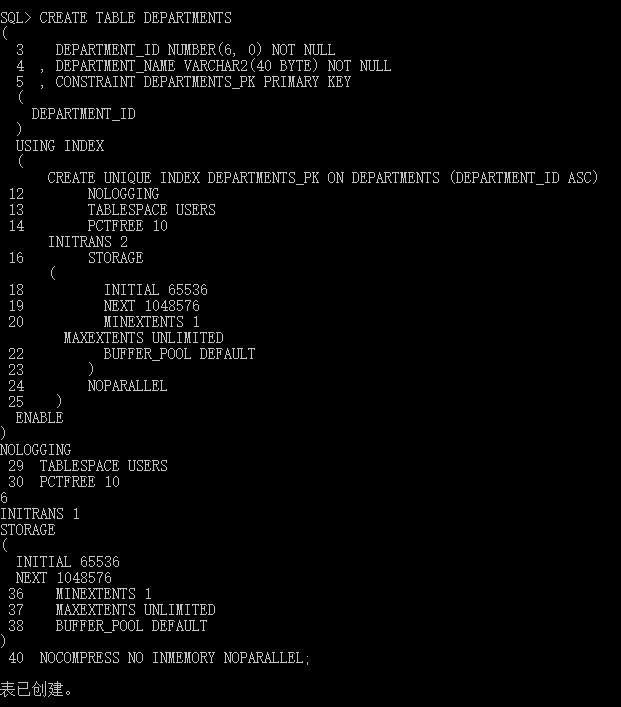 SQL> CREATE TABLE DEPARTMENTS
(
  3    DEPARTMENT_ID NUMBER(6, 0) NOT NULL
  4  , DEPARTMENT_NAME VARCHAR2(40 BYTE) NOT NULL
  5  , CONSTRAINT DEPARTMENTS_PK PRIMARY KEY
  (
    DEPARTMENT_ID
  )
  USING INDEX
  (
      CREATE UNIQUE INDEX DEPARTMENTS_PK ON DEPARTMENTS (DEPARTMENT_ID ASC)
 12        NOLOGGING
 13        TABLESPACE USERS
 14        PCTFREE 10
      INITRANS 2
 16        STORAGE
      (
 18          INITIAL 65536
 19          NEXT 1048576
 20          MINEXTENTS 1
        MAXEXTENTS UNLIMITED
 22          BUFFER_POOL DEFAULT
 23        )
 24        NOPARALLEL
 25    )
  ENABLE
)
NOLOGGING
 29  TABLESPACE USERS
 30  PCTFREE 10
6
INITRANS 1
STORAGE
(
  INITIAL 65536
  NEXT 1048576
 36    MINEXTENTS 1
 37    MAXEXTENTS UNLIMITED
 38    BUFFER_POOL DEFAULT
)
 40  NOCOMPRESS NO INMEMORY NOPARALLEL;
表已创建。